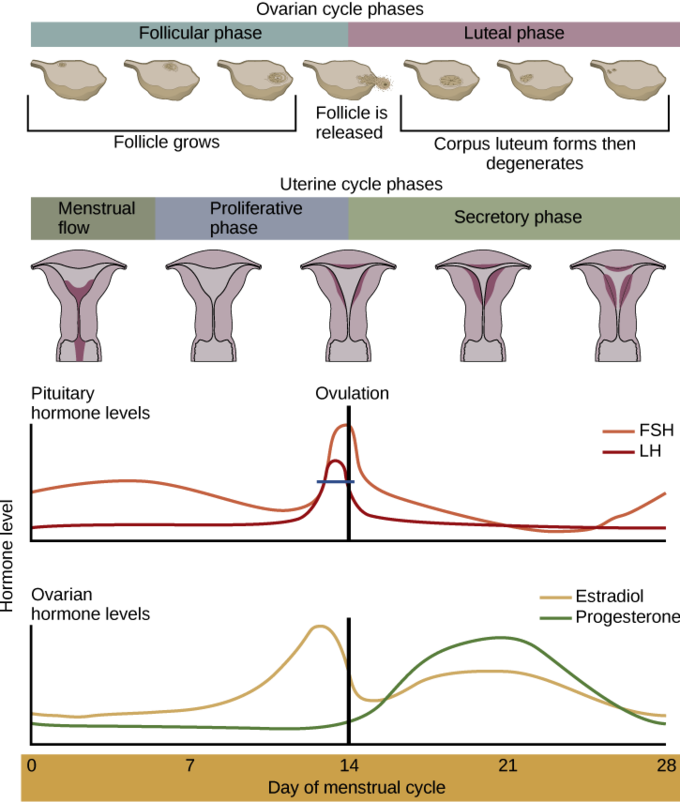 Ovarian cycle phases
Follicular phase
Luteal phase
Follicle grows
Follicle is
released
Corpus luteum forms then
degenerates
Uterine cycle phases
Menstrual
flow
Proliferative
phase
Secretory phase
Pituitary
hormone levels
Ovulation
FSH
LH
Hormone level
Ovarian
hormone levels
Estradiol
Progesterone
0 7 14 21 28
Day of menstrual cycle